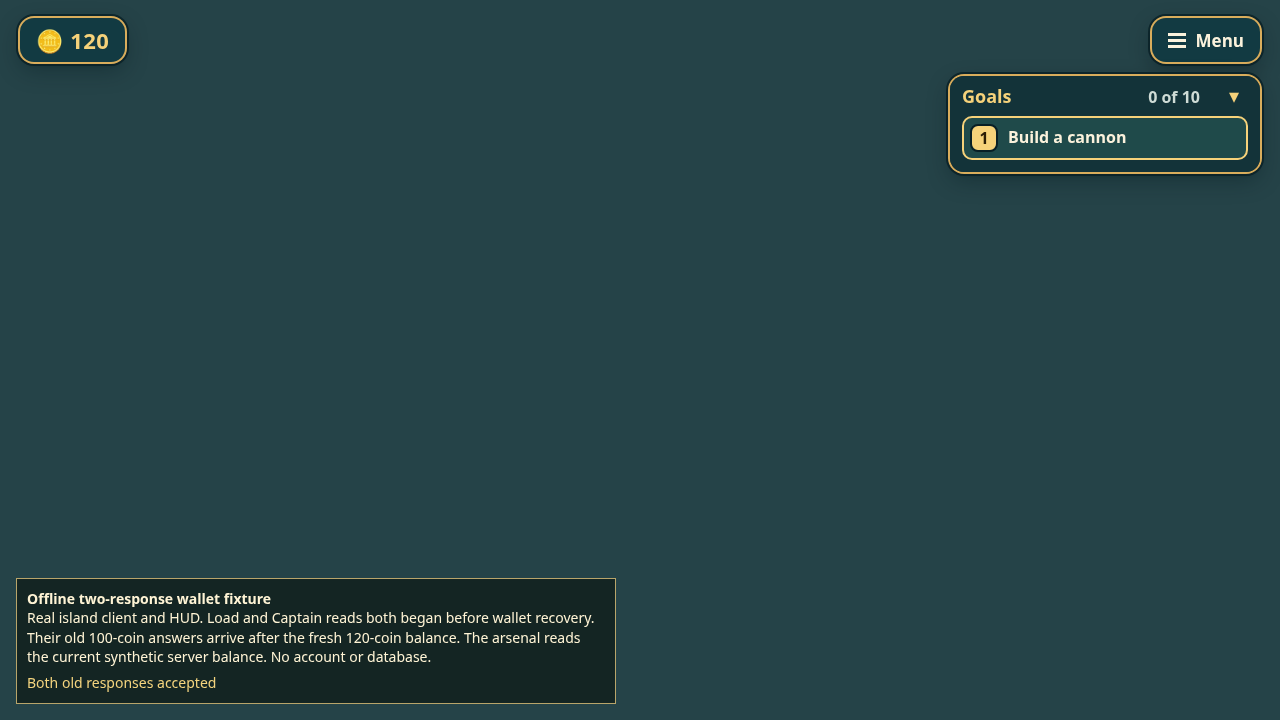 120
Menu
Goals
0 of 10
1
Build a cannon
Offline two-response wallet fixture
Real island client and HUD. Load and Captain reads both began before wallet recovery.
Their old 100-coin answers arrive after the fresh 120-coin balance. The arsenal reads
the current synthetic server balance. No account or database.
Both old responses accepted